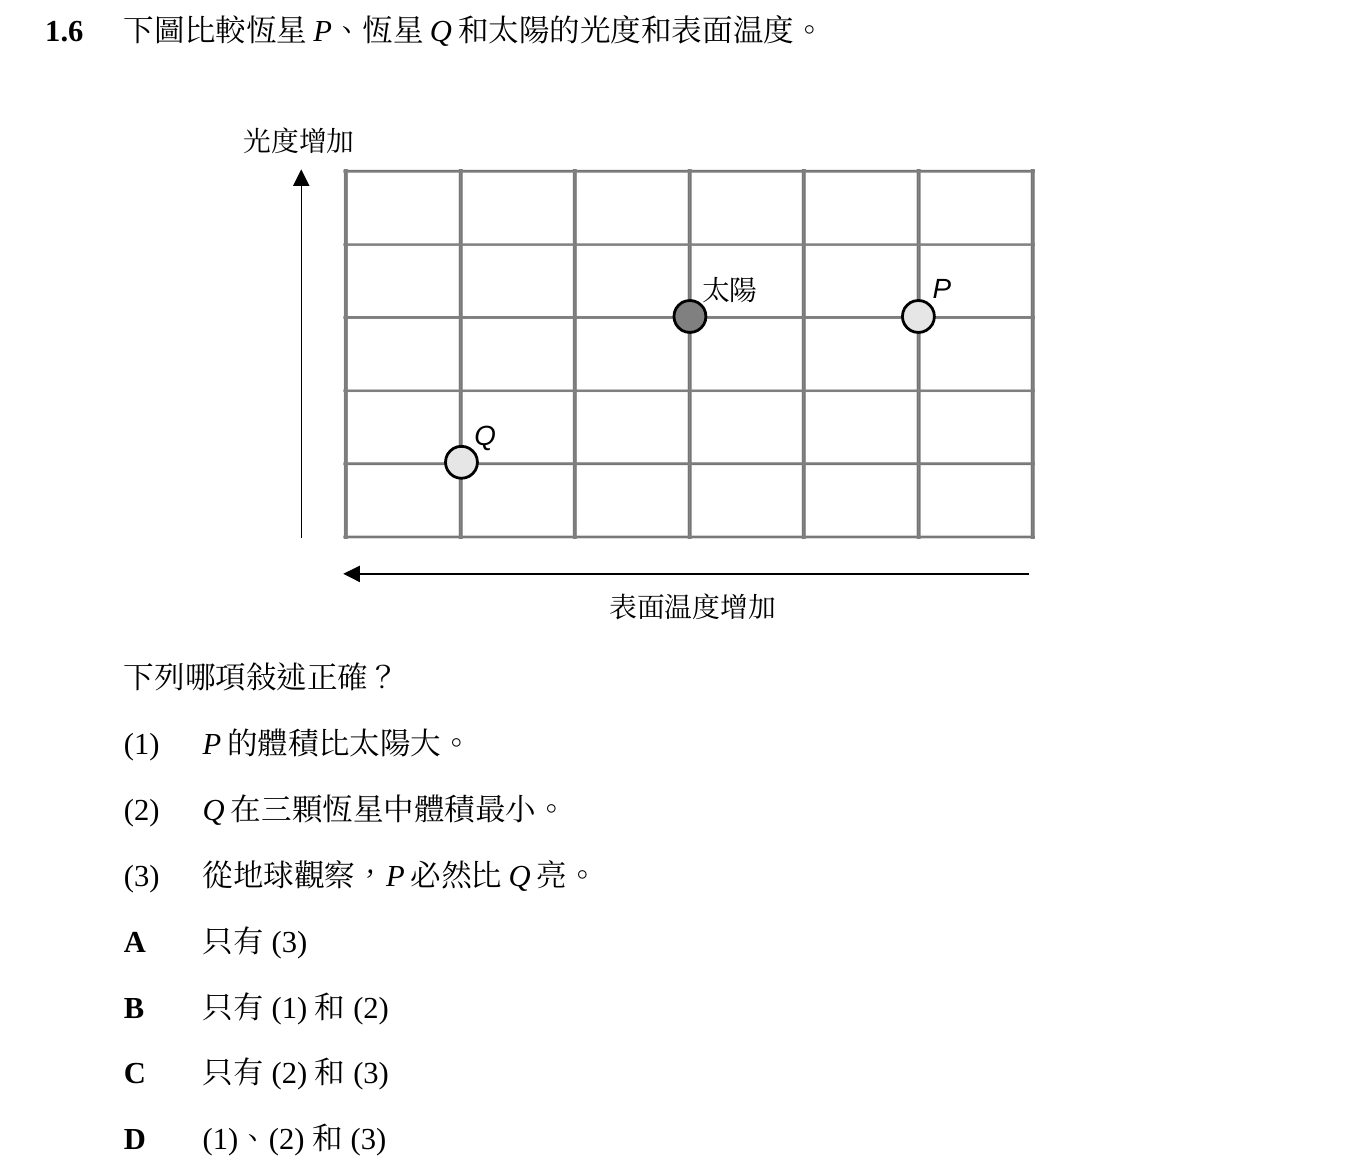 1.6 下圖比較恆星 P、恆星 Q 和太陽的光度和表面温度。
光度增加
太陽
P
Q
表面温度增加
下列哪項敍述正確？
(1) P 的體積比太陽大。
(2) Q 在三顆恆星中體積最小。
(3) 從地球觀察，P 必然比 Q 亮。
A 只有 (3)
B 只有 (1) 和 (2)
C 只有 (2) 和 (3)
D (1)、(2) 和 (3)